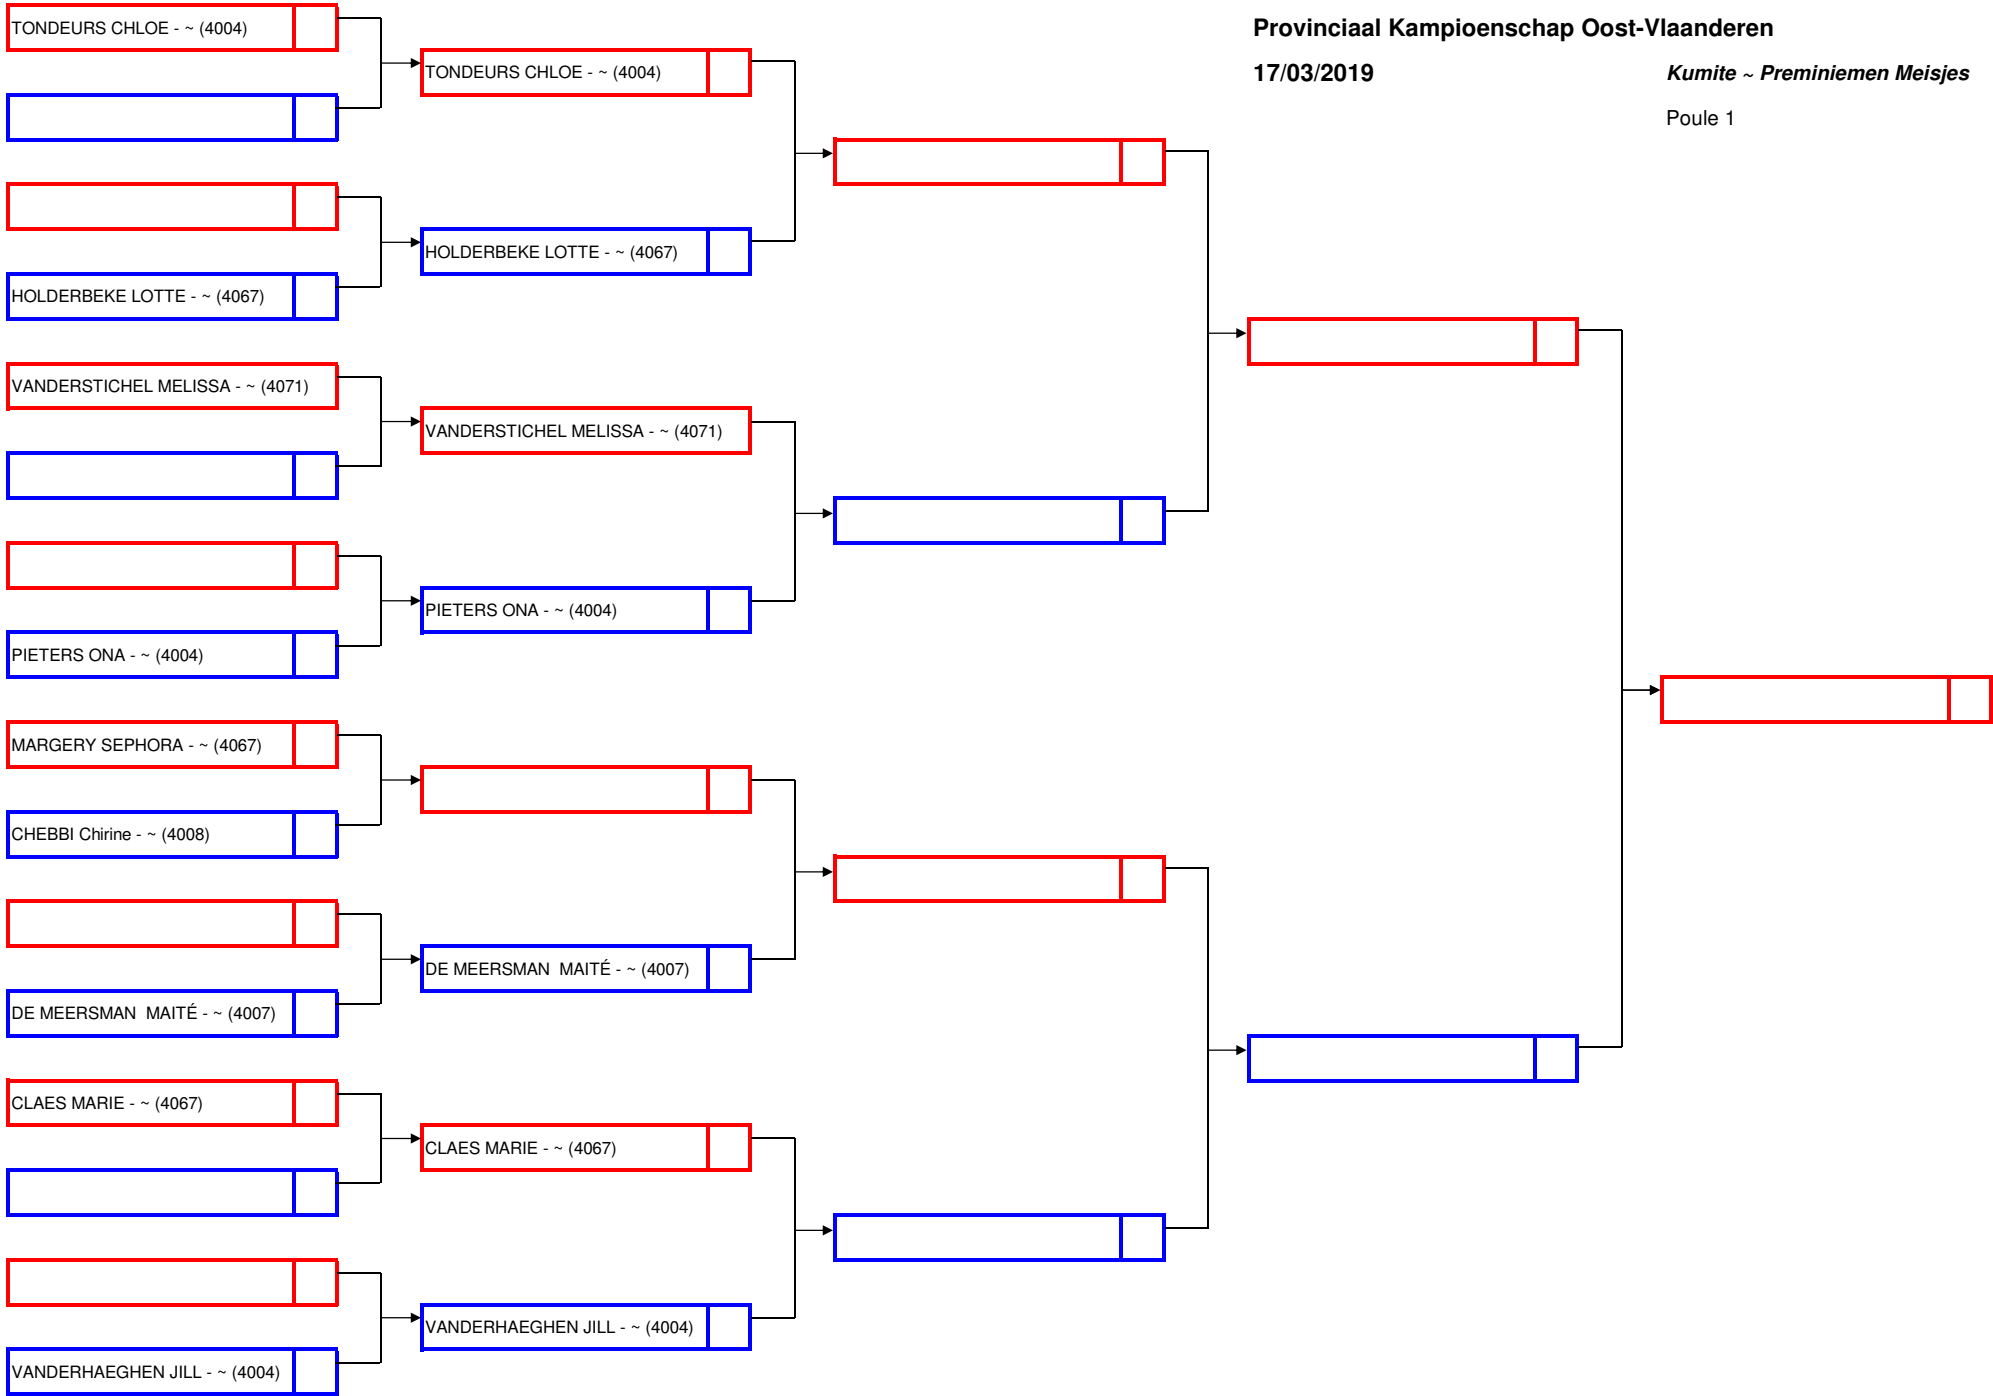 Provinciaal Kampioenschap Oost-Vlaanderen
17/03/2019
Kumite ~ Preminiemen Meisjes
Poule 1
TONDEURS CHLOE - ~ (4004)
HOLDERBEKE LOTTE - ~ (4067)
VANDERSTICHEL MELISSA - ~ (4071)
PIETERS ONA - ~ (4004)
MARGERY SEPHORA - ~ (4067)
CHEBBI Chirine - ~ (4008)
DE MEERSMAN  MAITÉ - ~ (4007)
CLAES MARIE - ~ (4067)
VANDERHAEGHEN JILL - ~ (4004)
TONDEURS CHLOE - ~ (4004)
HOLDERBEKE LOTTE - ~ (4067)
VANDERSTICHEL MELISSA - ~ (4071)
PIETERS ONA - ~ (4004)
DE MEERSMAN  MAITÉ - ~ (4007)
CLAES MARIE - ~ (4067)
VANDERHAEGHEN JILL - ~ (4004)